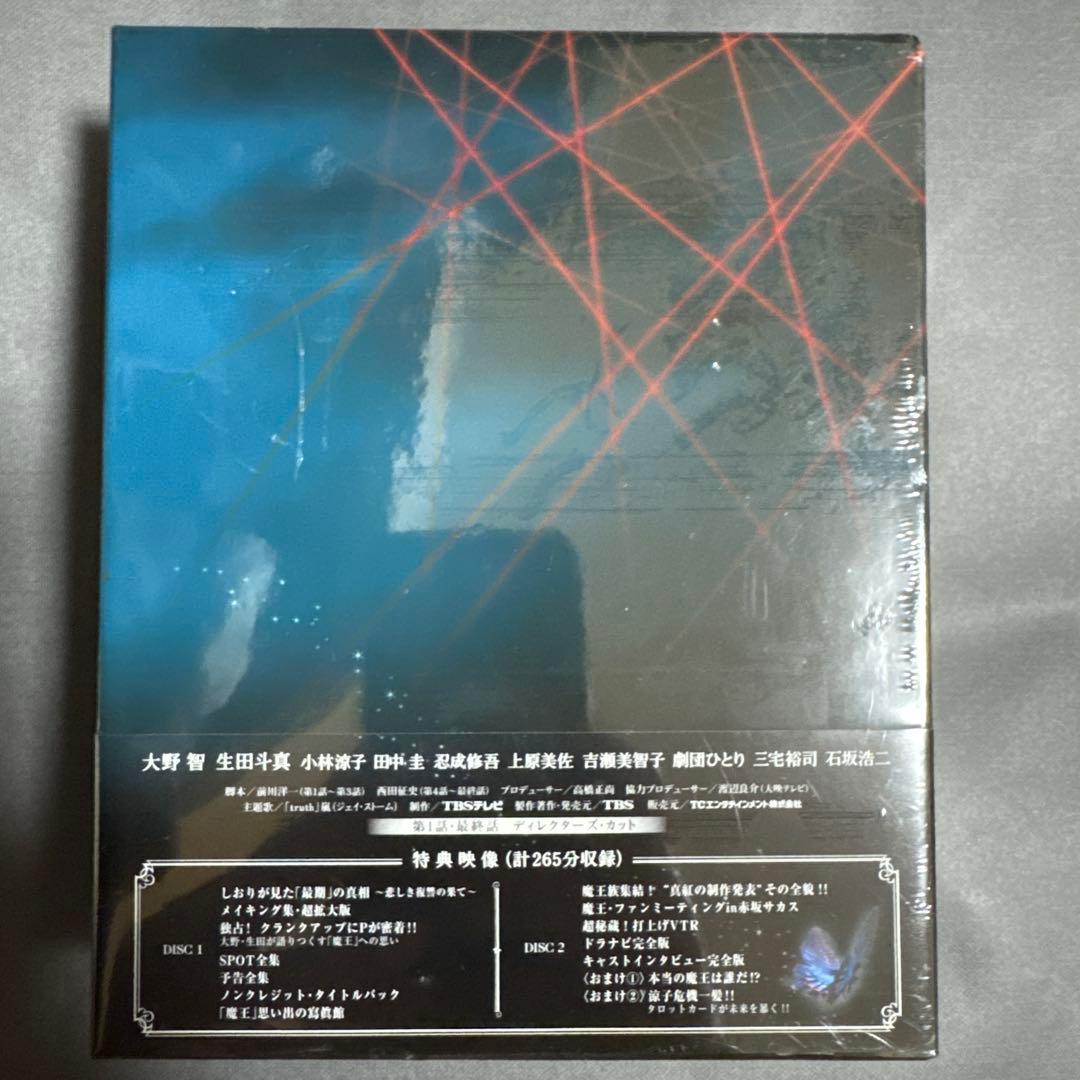 大野 智 生田斗真 小林涼子 田中 圭 忍成修吾 上原美佐 吉瀬美智子 劇団ひとり 三宅裕司 石坂浩二
脚本/前川洋一(第1話~第3話) 西田征史(第4話~最終話) プロデューサー/高橋正尚 協力プロデューサー/渡辺良介(大映テレビ)
主題歌/「truth」嵐(ジェイ・ストーム) 制作/TBSテレビ 製作著作・発売元/TBS 販売元/TCエンタテインメント株式会社
第1話・最終話 ディレクターズ・カット
特典映像(計265分収録)
DISC 1
しおりが見た「最期」の真相 ~悲しき復讐の果て~
メイキング集・超拡大版
独占! クランクアップにPが密着!!
大野・生田が語りつくす「魔王」への思い
SPOT全集
予告全集
ノンクレジット・タイトルバック
「魔王」思い出の寫眞館
DISC 2
魔王族集結! “真紅の制作発表”その全貌!!
魔王・ファンミーティングin赤坂サカス
超秘蔵!打上げVTR
ドラナビ完全版
キャストインタビュー完全版
〈おまけ①〉本当の魔王は誰だ!?
〈おまけ②〉涼子危機一髪!!
タロットカードが未来を暴く!!